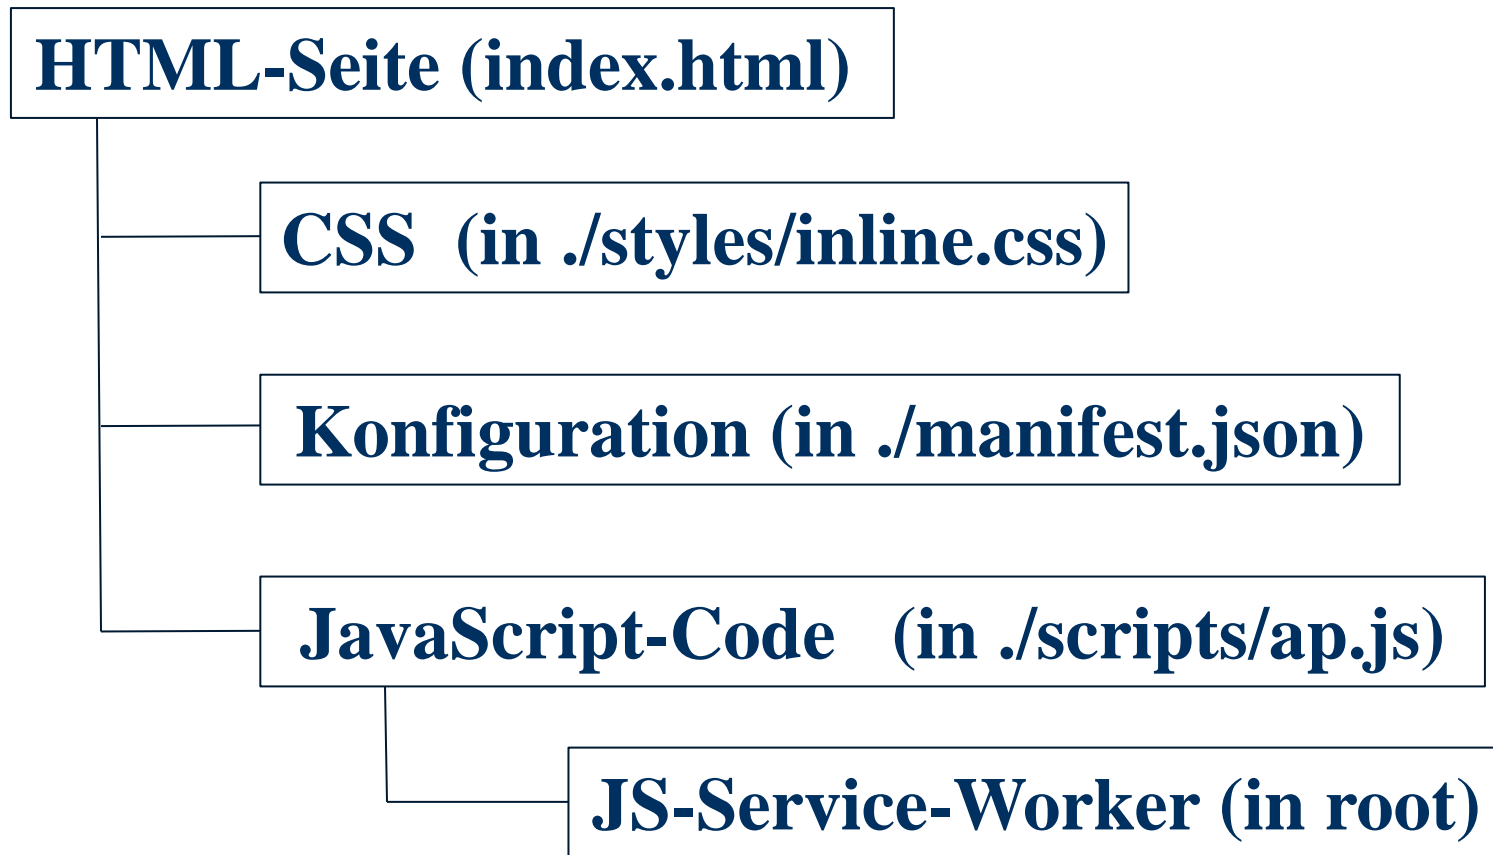 HTML-Seite (index.html)
CSS (in ./styles/inline.css)
Konfiguration (in ./manifest.json)
JavaScript-Code (in ./scripts/ap.js)
JS-Service-Worker (in root)